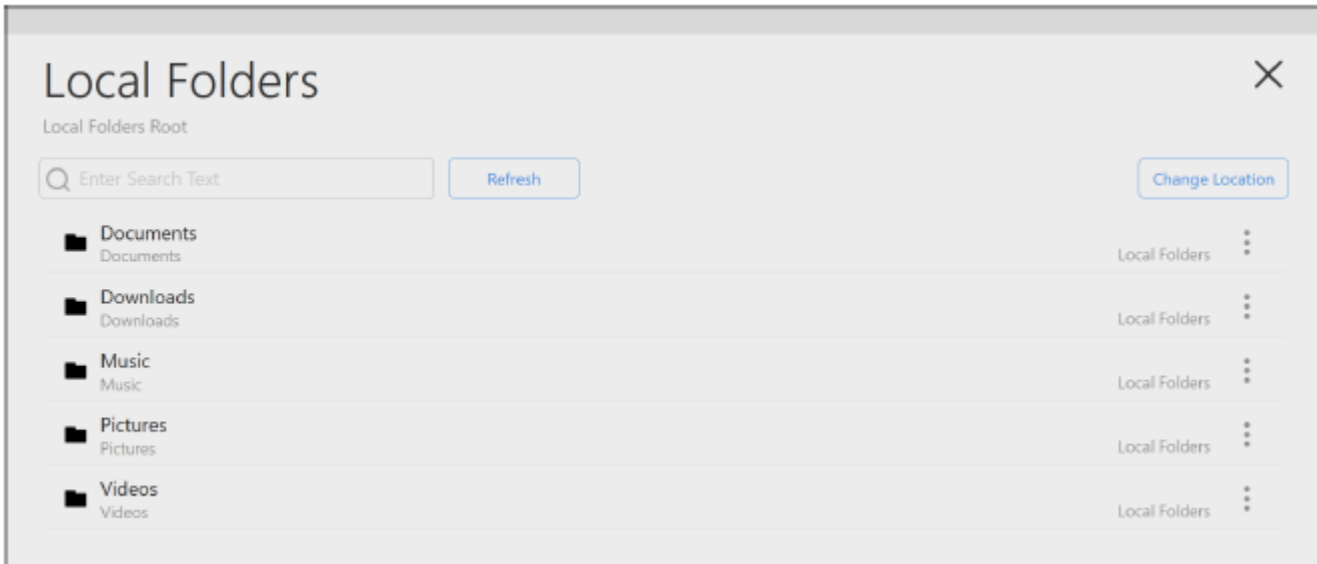 Local Folders
Local Folders Root
Enter Search Text
Refresh
Change Location
Documents
Documents
Local Folders
Downloads
Downloads
Local Folders
Music
Music
Local Folders
Pictures
Pictures
Local Folders
Videos
Videos
Local Folders